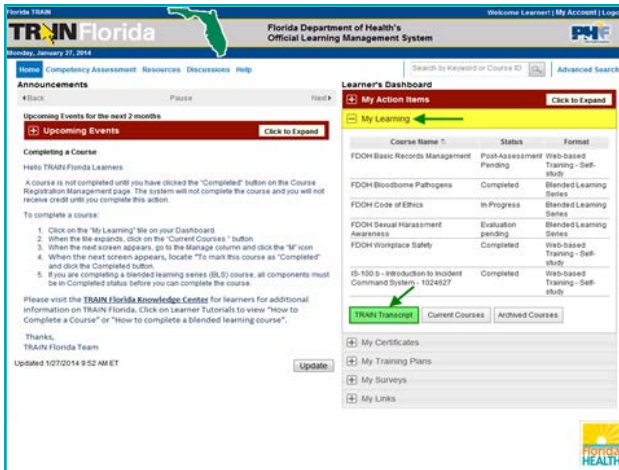 Florida TRAIN
Welcome Learner! | My Account | Logo
TRAIN Florida
Florida Department of Health's
Official Learning Management System
PHF
Monday, January 27, 2014
Home Competency Assessment Resources Discussions Help
Search by Keyword or Course ID
Advanced Search
Announcements
Back Pause Next
Upcoming Events for the next 2 months
Upcoming Events Click to Expand
Completing a Course
Hello TRAIN Florida Learners
A course is not completed until you have clicked the "Completed" button on the Course
Registration Management page. The system will not complete the course and you will not
receive credit until you complete this action.
To complete a course:
1. Click on the "My Learning" tile on your Dashboard.
2. When the tile expands, click on the "Current Courses " button
3. When the next screen appears, go to the Manage column and click the "M" icon
4. When the next screen appears, locate "To mark this course as "Completed"
and click the Completed button.
5. If you are completing a blended learning series (BLS) course, all components must
be in Completed status before you can complete the course.
Please visit the TRAIN Florida Knowledge Center for learners for additional
information on TRAIN Florida. Click on Learner Tutorials to view "How to
Complete a Course" or "How to complete a blended learning course".
Thanks,
TRAIN Florida Team
Updated 1/27/2014 9:52 AM ET
Update
Learner's Dashboard
My Action Items Click to Expand
My Learning
Course Name Status Format
FDOH Basic Records Management Post-Assessment Web-based
Pending Training - Self-
study
FDOH Bloodborne Pathogens Completed Blended Learning
Series
FDOH Code of Ethics In Progress Blended Learning
Series
FDOH Sexual Harassment Evaluation Blended Learning
Awareness pending Series
FDOH Workplace Safety Completed Web-based
Training - Self-
study
IS-100.b - Introduction to Incident Completed Web-based
Command System - 1024627 Training - Self-
study
TRAIN Transcript Current Courses Archived Courses
My Certificates
My Training Plans
My Surveys
My Links
Florida
HEALTH